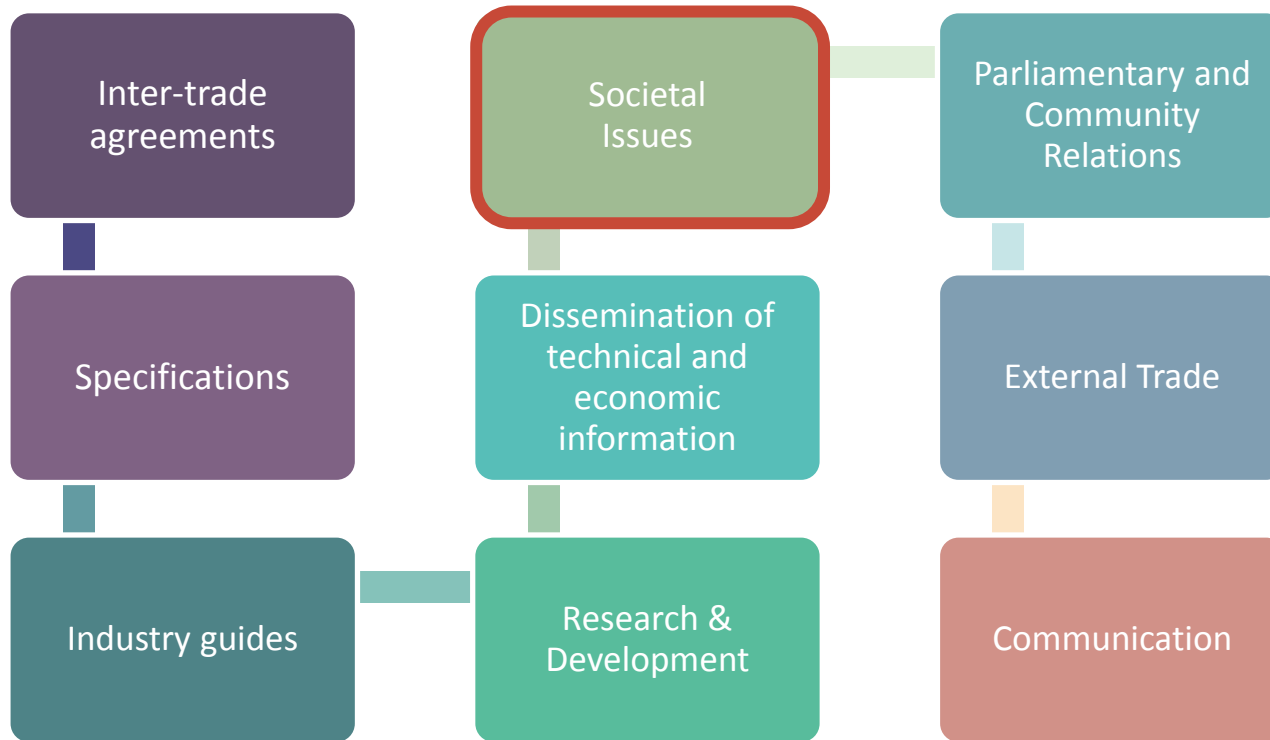 Inter-trade
agreements
Specifications
Industry guides
Research &
Development
Dissemination of
technical and
economic
information
Societal
Issues
Parliamentary and
Community
Relations
External Trade
Communication